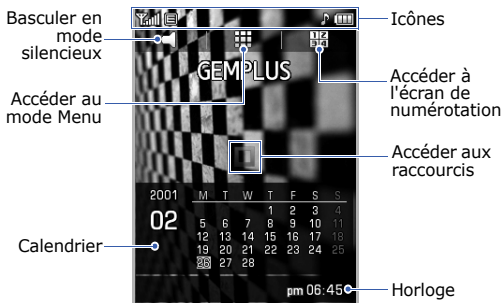 Basculer en
mode
silencieux
Icônes
12
34
GEMPLUS
Accéder au
mode Menu
Accéder à
l'écran de
numérotation
Accéder aux
raccourcis
2001
02
M T W T F S S
1 2 3 4
5 6 7 8 9 10 11
12 13 14 15 16 17 18
19 20 21 22 23 24 25
26 27 28
Calendrier
pm 06:45
Horloge